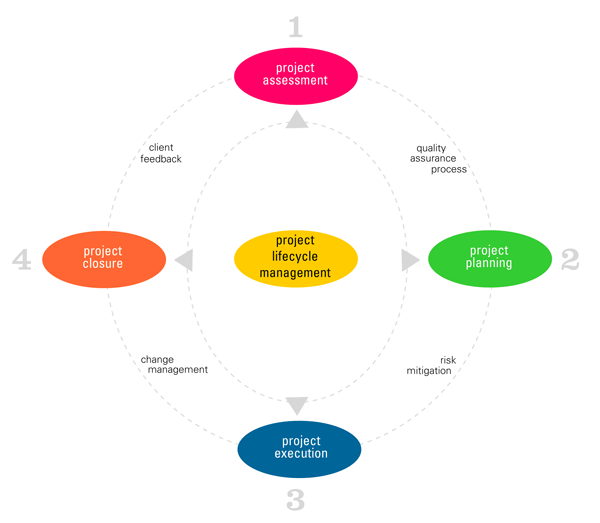 1
project
assessment
client
feedback
quality
assurance
process
4
project
closure
project
lifecycle
management
project
planning
2
change
management
risk
mitigation
project
execution
3